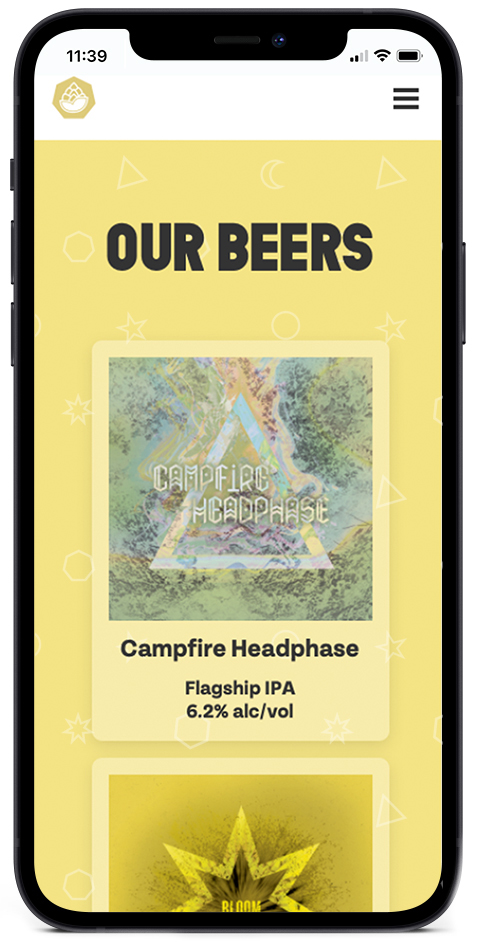 11:39
OUR BEERS
CAMPFIRE
HEADPHASE
Campfire Headphase
Flagship IPA
6.2% alc/vol
BLOOM